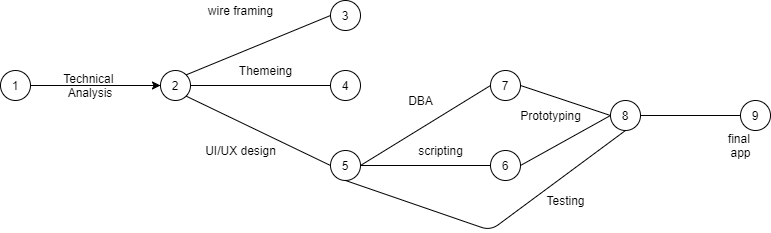 wire framing
3
Technical
Analysis
1
2
Themeing
4
UI/UX design
5
DBA
7
scripting
6
Prototyping
8
Testing
9
final
app